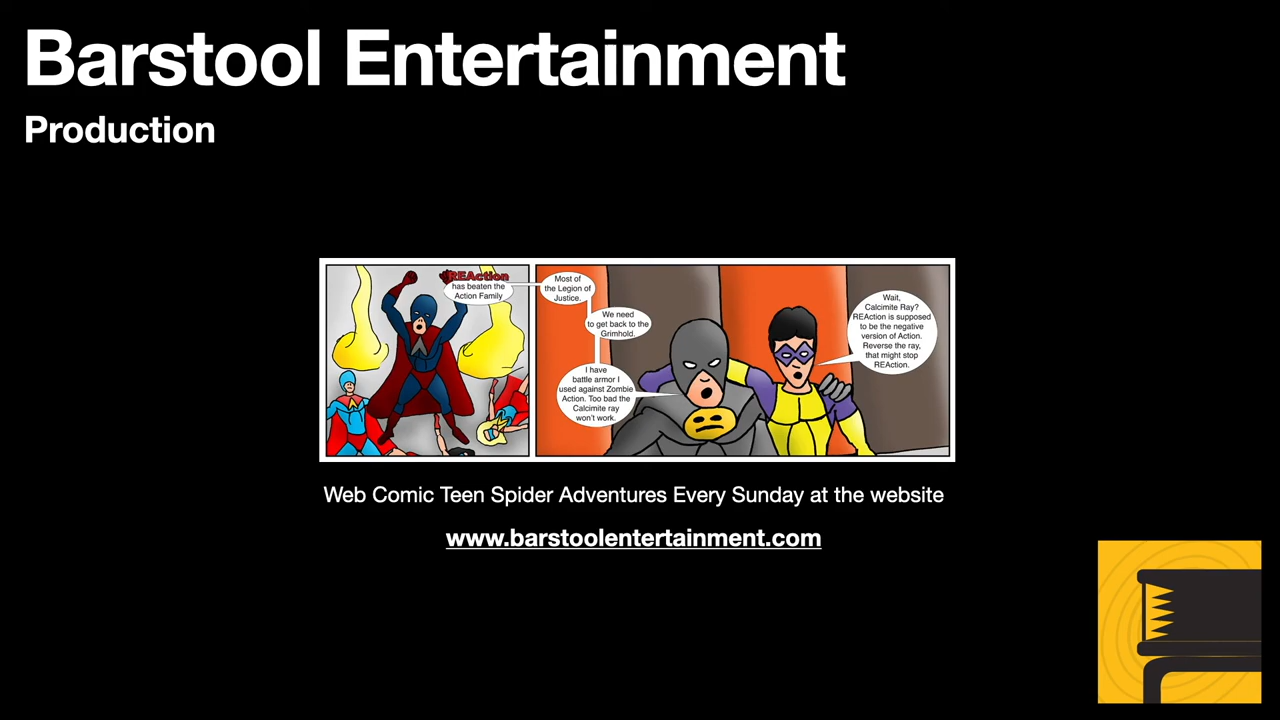 Barstool Entertainment
Production
REAction
has beaten the
Action Family
Most of
the Legion of
Justice.
We need
to get back to the
Grimhold.
I have
battle armor I
used against Zombie
Action. Too bad the
Calcimite ray
won't work.
Wait,
Calcimite Ray?
REAction is supposed
to be the negative
version of Action.
Reverse the ray,
that might stop
REAction.
Web Comic Teen Spider Adventures Every Sunday at the website
www.barstoolentertainment.com